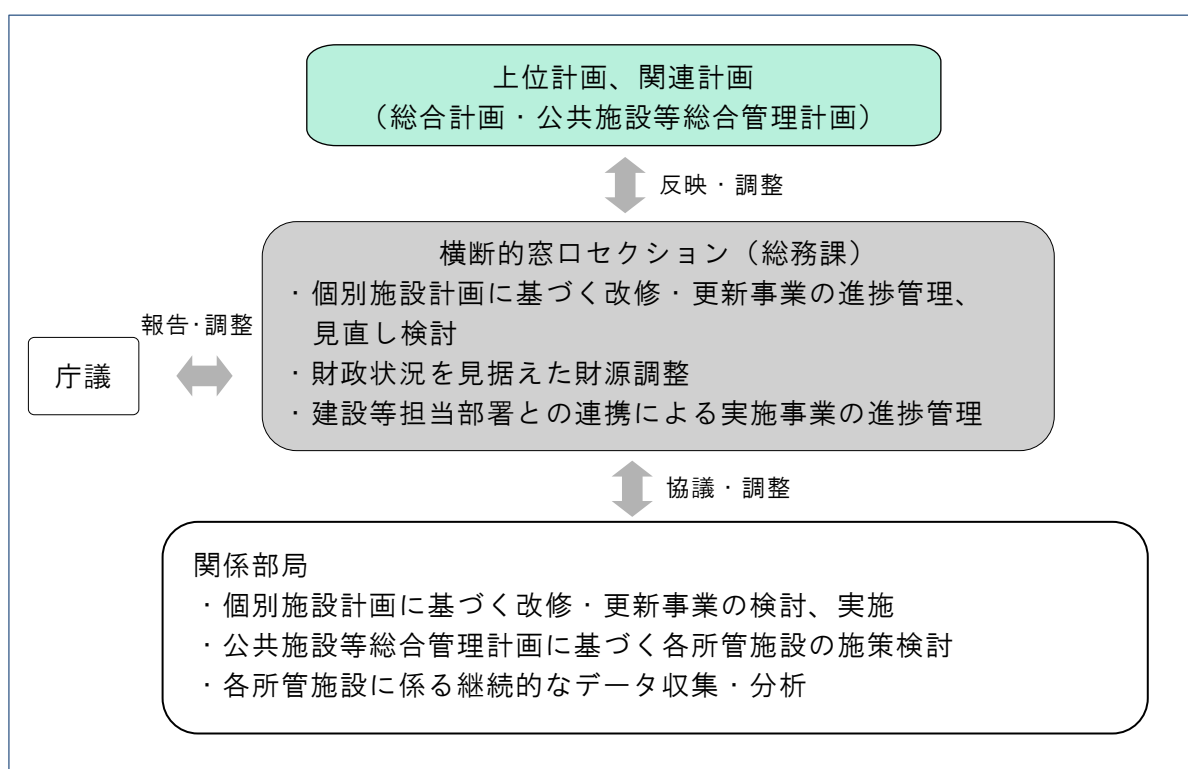 上位計画、関連計画
（総合計画・公共施設等総合管理計画）
反映・調整
横断的窓口セクション（総務課）
・個別施設計画に基づく改修・更新事業の進捗管理、
見直し検討
・財政状況を見据えた財源調整
・建設等担当部署との連携による実施事業の進捗管理
報告・調整
庁議
協議・調整
関係部局
・個別施設計画に基づく改修・更新事業の検討、実施
・公共施設等総合管理計画に基づく各所管施設の施策検討
・各所管施設に係る継続的なデータ収集・分析